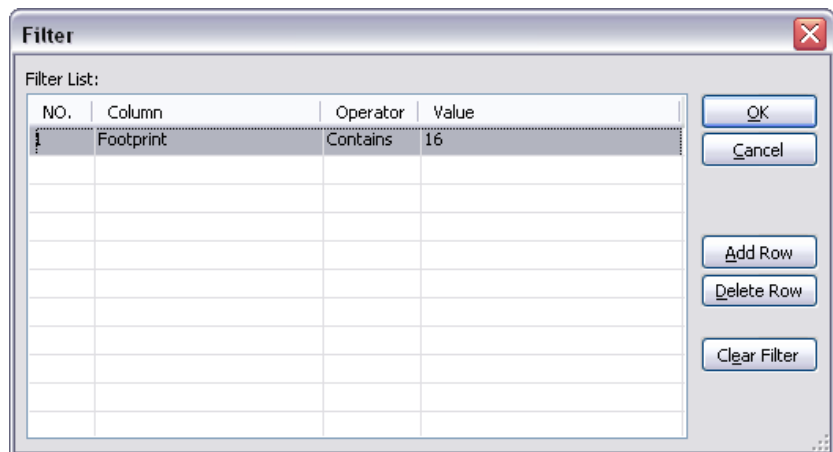 Filter
Filter List:
NO. Column Operator Value
1 Footprint Contains 16
OK
Cancel
Add Row
Delete Row
Clear Filter